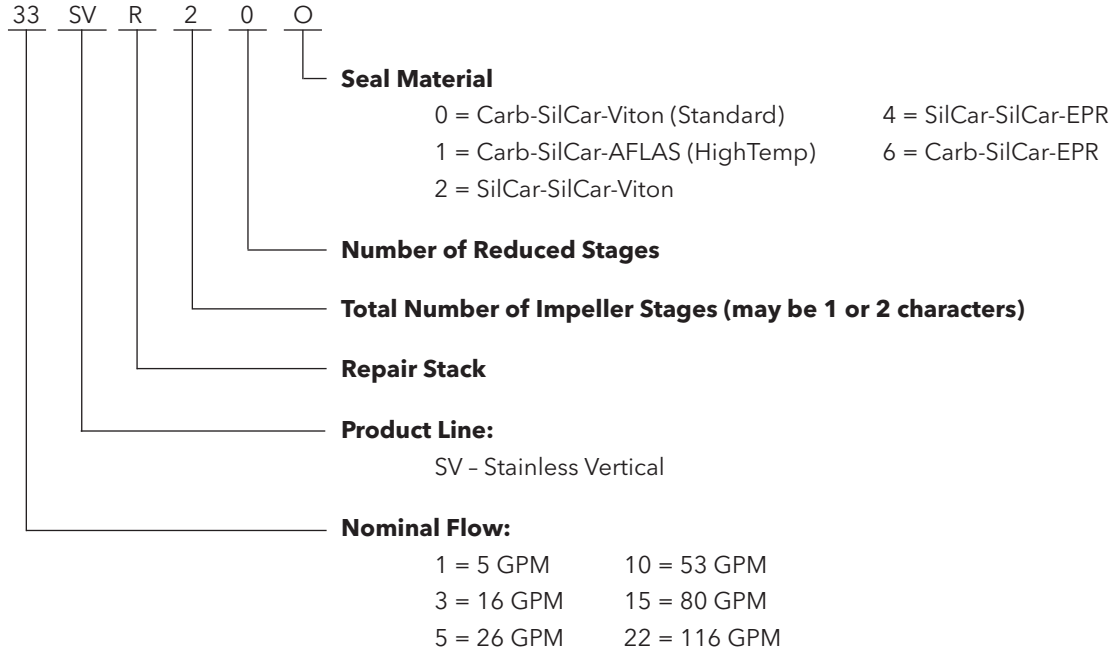 33 SV R 2 0 O
Seal Material
0 = Carb-SilCar-Viton (Standard) 4 = SilCar-SilCar-EPR
1 = Carb-SilCar-AFLAS (HighTemp) 6 = Carb-SilCar-EPR
2 = SilCar-SilCar-Viton
Number of Reduced Stages
Total Number of Impeller Stages (may be 1 or 2 characters)
Repair Stack
Product Line:
SV – Stainless Vertical
Nominal Flow:
1 = 5 GPM 10 = 53 GPM
3 = 16 GPM 15 = 80 GPM
5 = 26 GPM 22 = 116 GPM